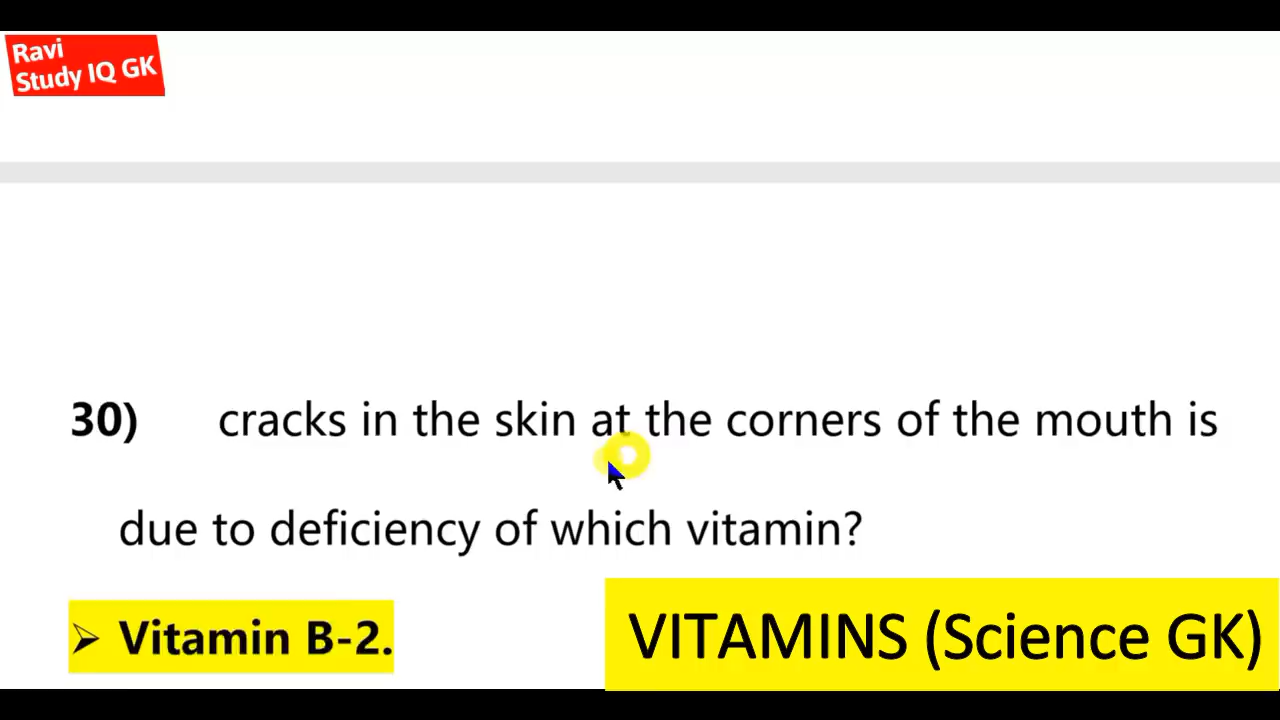 Ravi
Study IQ GK
30) cracks in the skin at the corners of the mouth is
due to deficiency of which vitamin?
➢ Vitamin B-2.
VITAMINS (Science GK)